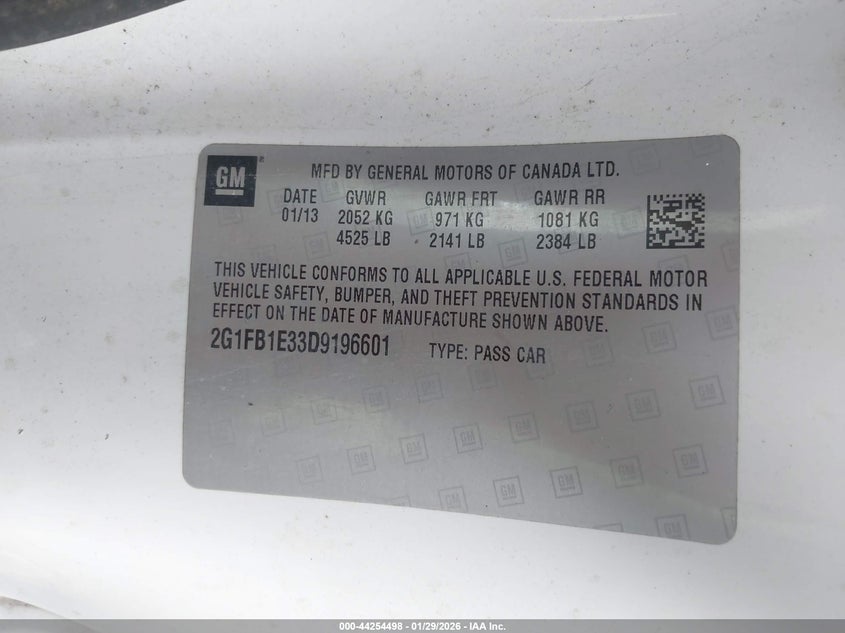 GM MFD BY GENERAL MOTORS OF CANADA LTD.
DATE GVWR GAWR FRT GAWR RR
01/13 2052 KG 971 KG 1081 KG
4525 LB 2141 LB 2384 LB
THIS VEHICLE CONFORMS TO ALL APPLICABLE U.S. FEDERAL MOTOR
VEHICLE SAFETY, BUMPER, AND THEFT PREVENTION STANDARDS IN
EFFECT ON THE DATE OF MANUFACTURE SHOWN ABOVE.
2G1FB1E33D9196601 TYPE: PASS CAR
000-44254498 - 01/29/2026 - IAA Inc.